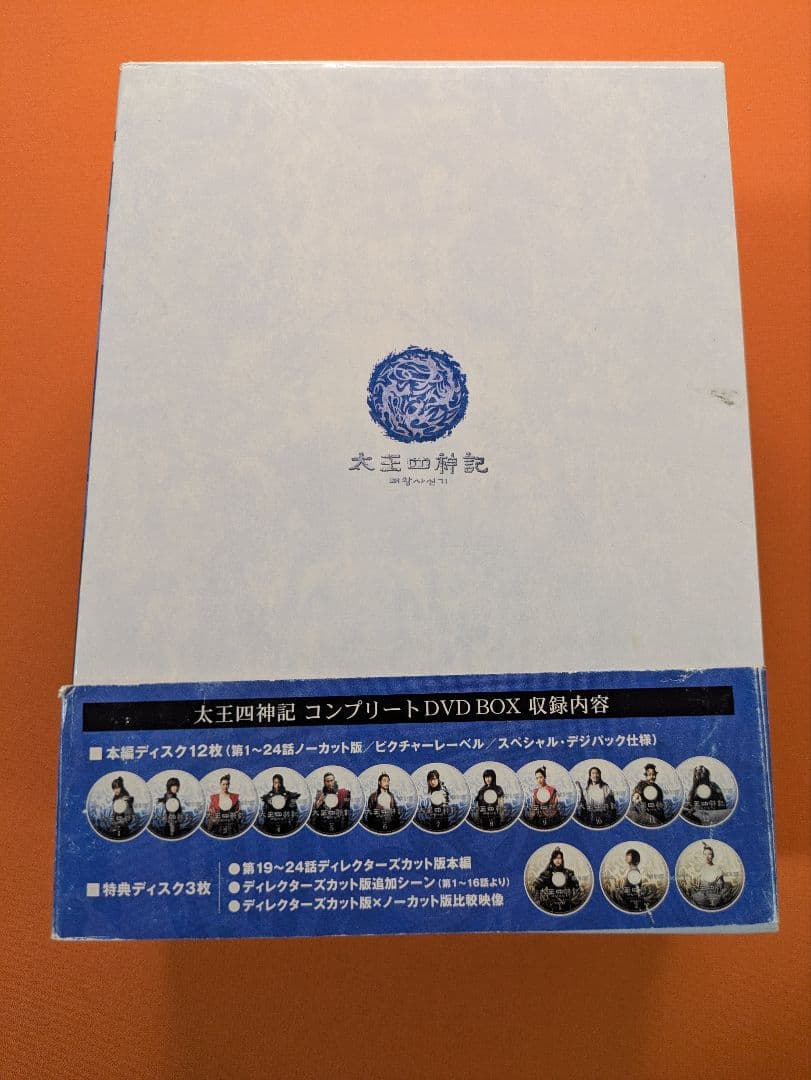 太王四神記
태왕사신기
太王四神記 コンプリートDVD BOX 収録内容
■ 本編ディスク12枚(第1〜24話ノーカット版/ピクチャーレーベル/スペシャル・デジパック仕様)
■ 特典ディスク3枚
●第19〜24話ディレクターズカット版本編
●ディレクターズカット版追加シーン(第1〜16話より)
●ディレクターズカット版×ノーカット版比較映像